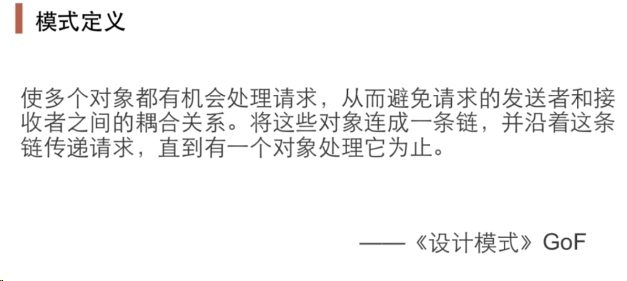 模式定义
使多个对象都有机会处理请求，从而避免请求的发送者和接
收者之间的耦合关系。将这些对象连成一条链，并沿着这条
链传递请求，直到有一个对象处理它为止。
——《设计模式》GoF